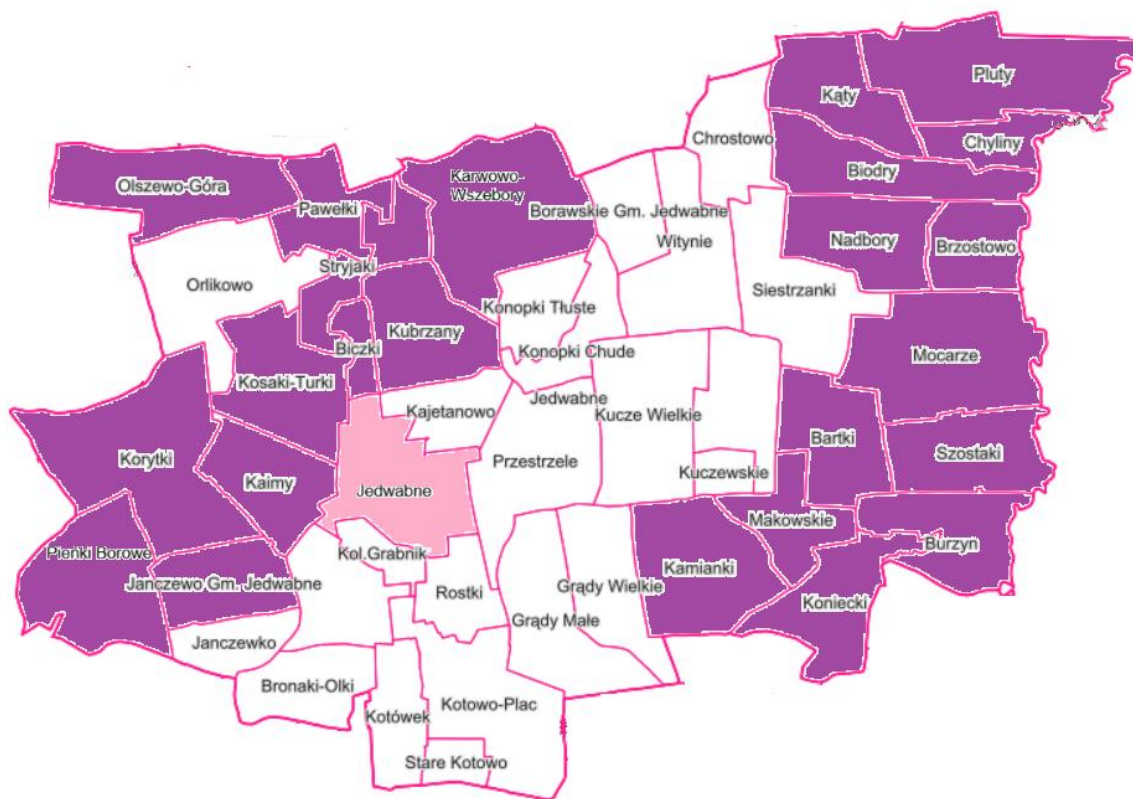 Pluty
Kąty
Chrostowo
Chyliny
Biodry
Karwowo-
Wszebory
Olszewo-Góra
Pawełki
Borawskie Gm. Jedwabne
Witynie
Nadbory
Brzostowo
Stryjaki
Orlikowo
Siestrzanki
Konopki Tłuste
Kubrzany
Biczki
Konopki Chude
Mocarze
Kosaki-Turki
Jedwabne
Kajetanowo
Kucze Wielkie
Bartki
Szostaki
Korytki
Przestrzele
Kuczewskie
Kaimy
Jedwabne
Makowskie
Burzyn
Pieńki Borowe
Kol.Grabnik
Kamianki
Janczewo Gm. Jedwabne
Grądy Wielkie
Rostki
Koniecki
Grądy Małe
Janczewko
Bronaki-Olki
Kotowo-Plac
Kotówek
Stare Kotowo